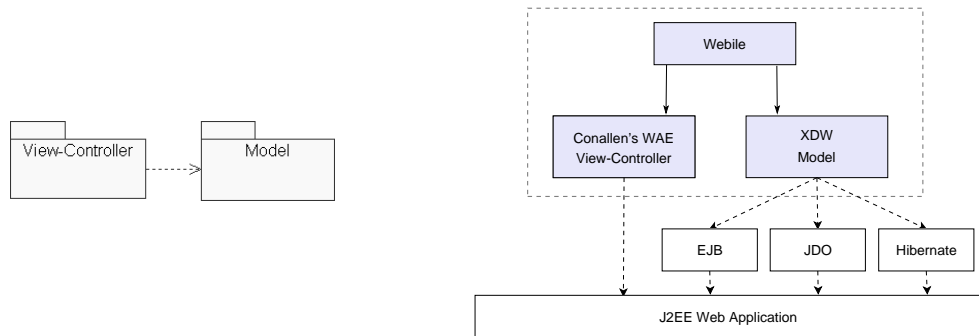 View-Controller
Model
Webile
Conallen's WAE
View-Controller
XDW
Model
EJB
JDO
Hibernate
J2EE Web Application